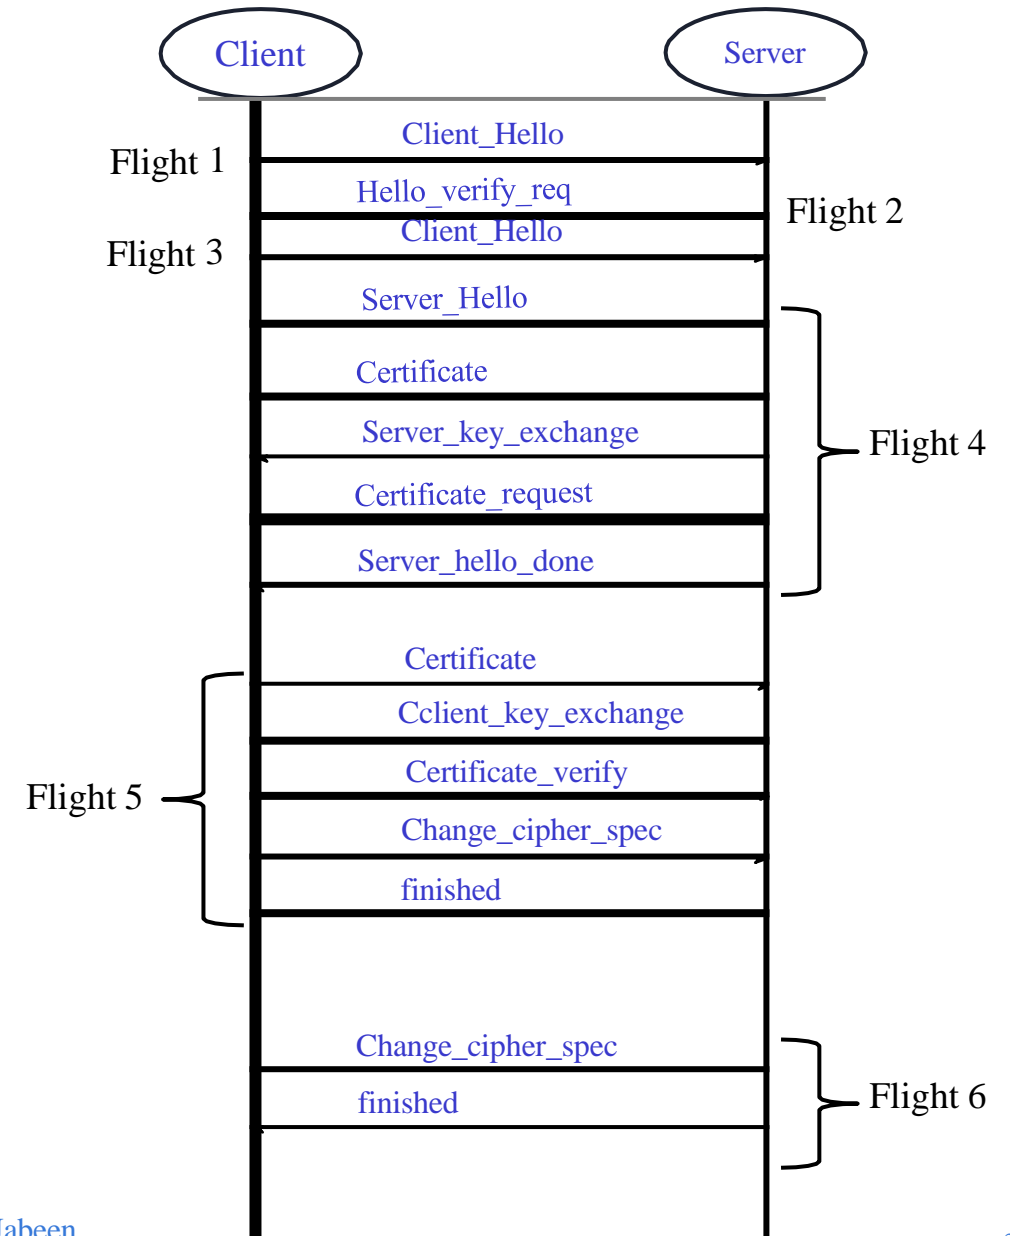 Client
Server
Client_Hello
Flight 1
Hello_verify_req
Flight 2
Client_Hello
Flight 3
Server_Hello
Certificate
Server_key_exchange
Flight 4
Certificate_request
Server_hello_done
Certificate
Cclient_key_exchange
Certificate_verify
Flight 5
Change_cipher_spec
finished
Change_cipher_spec
Flight 6
finished